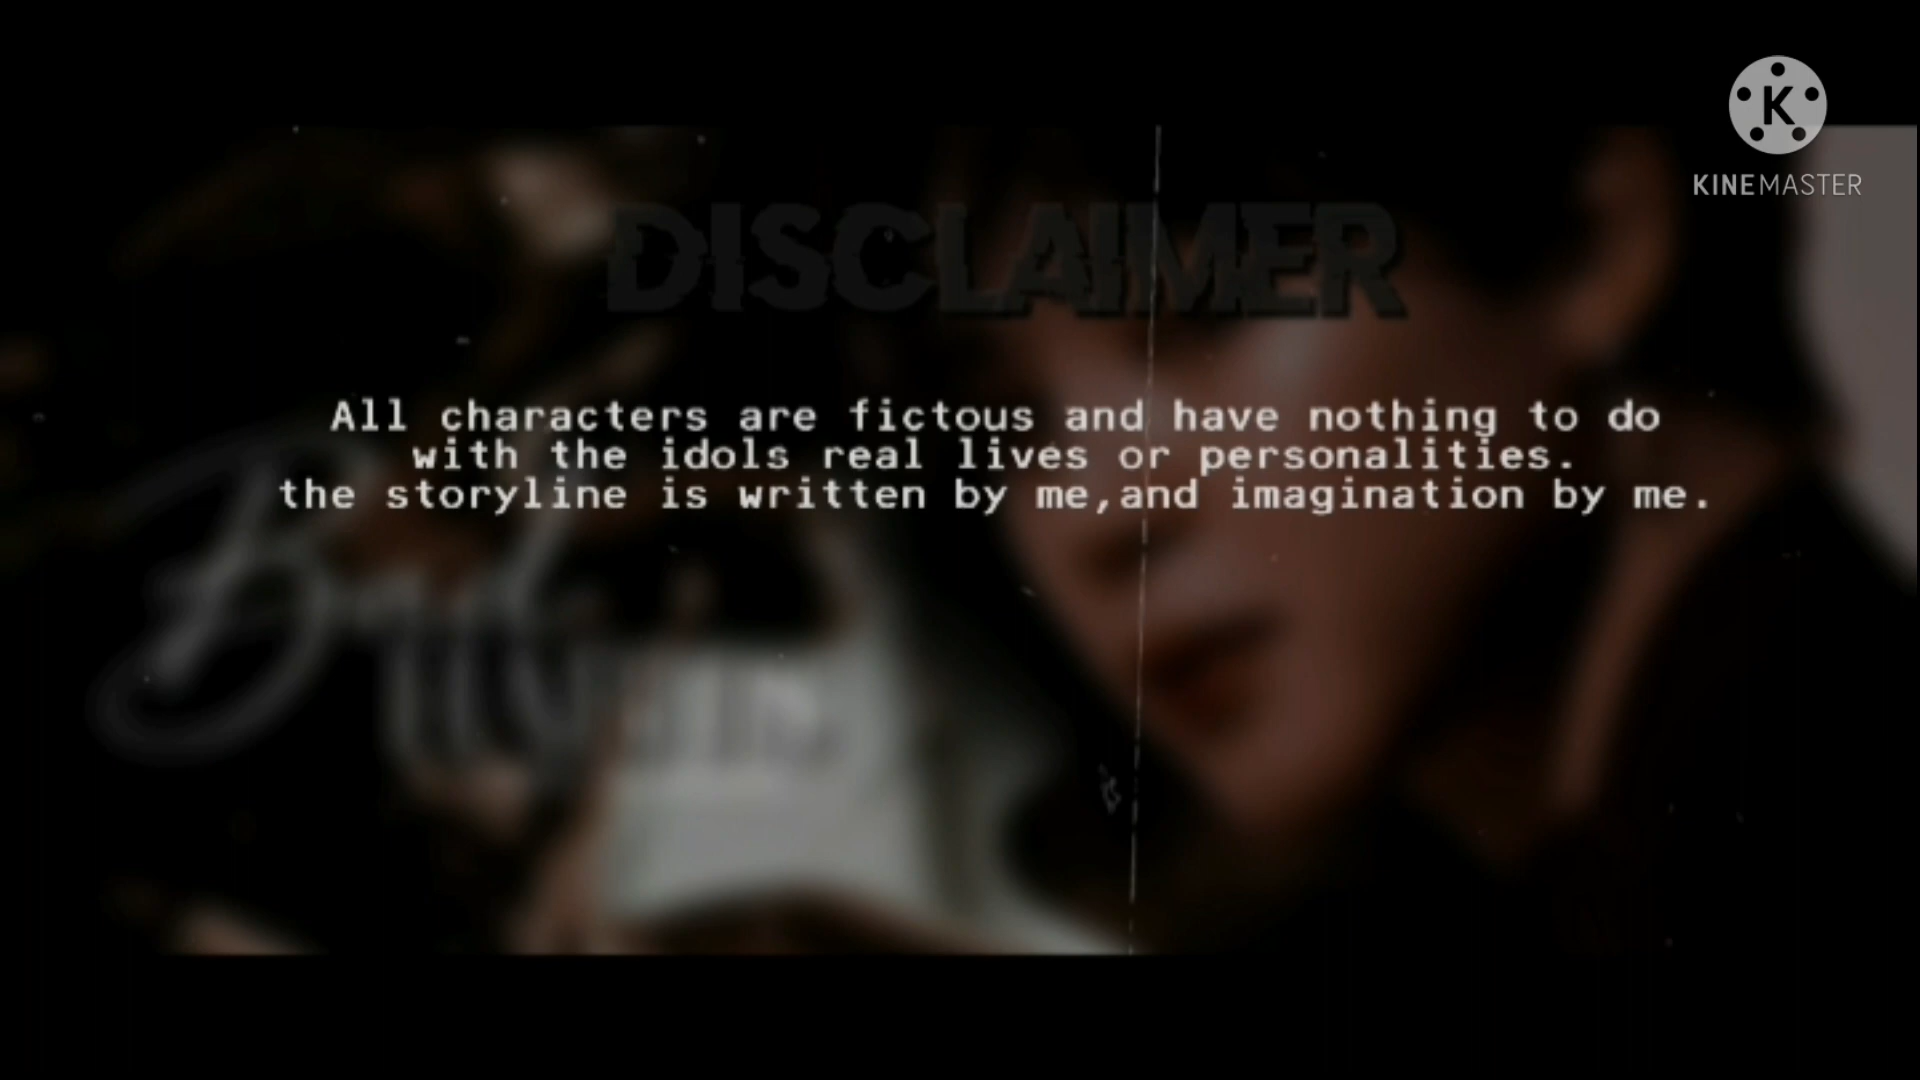 KINEMASTER
DISCLAIMER
All characters are fictous and have nothing to do
with the idols real lives or personalities.
the storyline is written by me,and imagination by me.